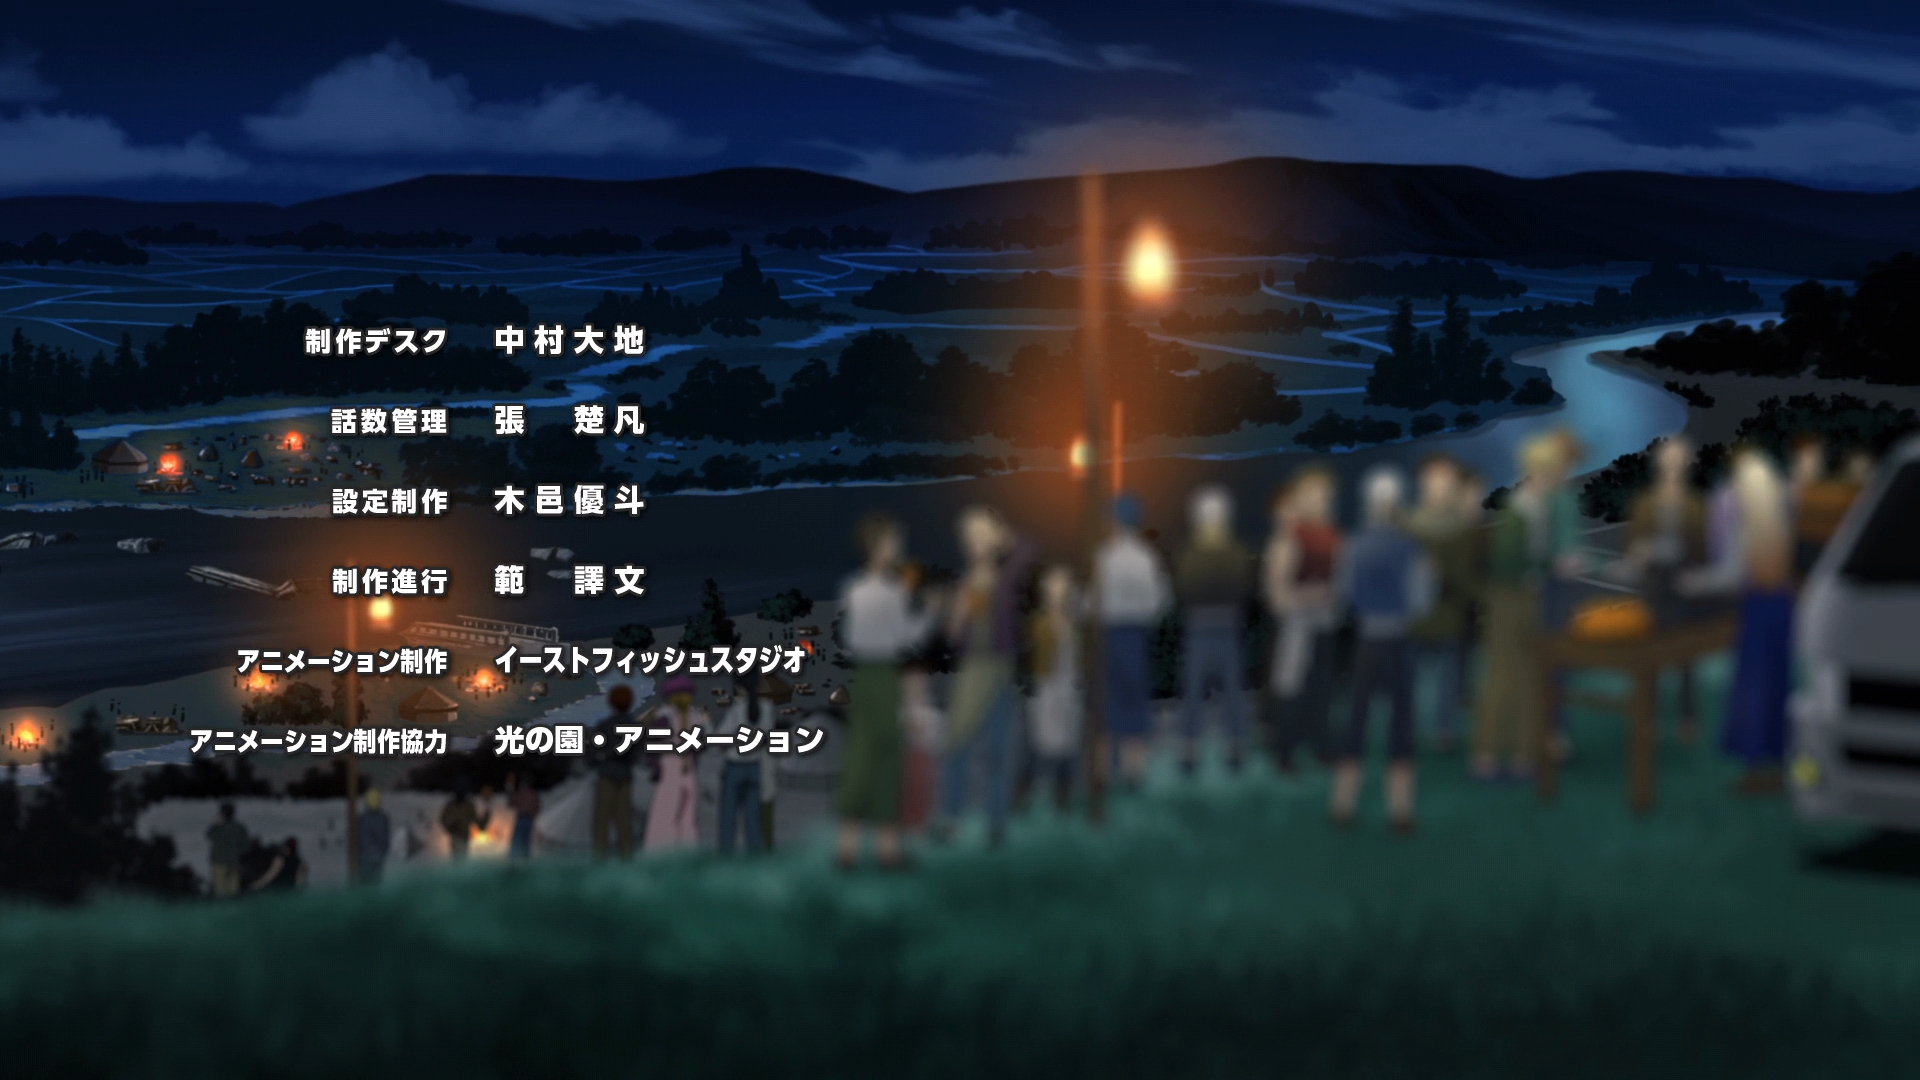 制作デスク 中村大地
話数管理 張 楚凡
設定制作 木邑優斗
制作進行 範 譯文
アニメーション制作 イーストフィッシュスタジオ
アニメーション制作協力 光の園・アニメーション